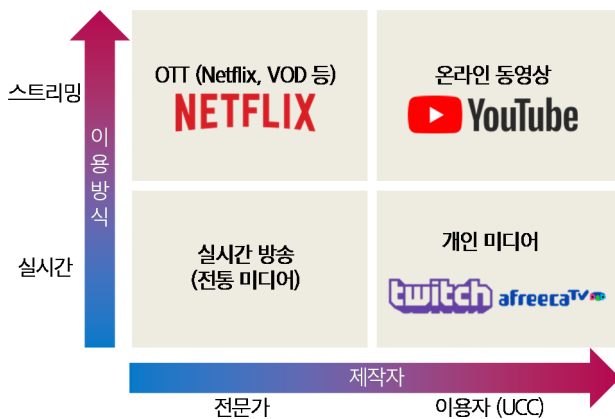 스트리밍
이용방식
실시간
OTT (Netflix, VOD 등)
NETFLIX
온라인 동영상
YouTube
실시간 방송
(전통 미디어)
개인 미디어
twitch afreecaTV
제작자
전문가
이용자 (UCC)